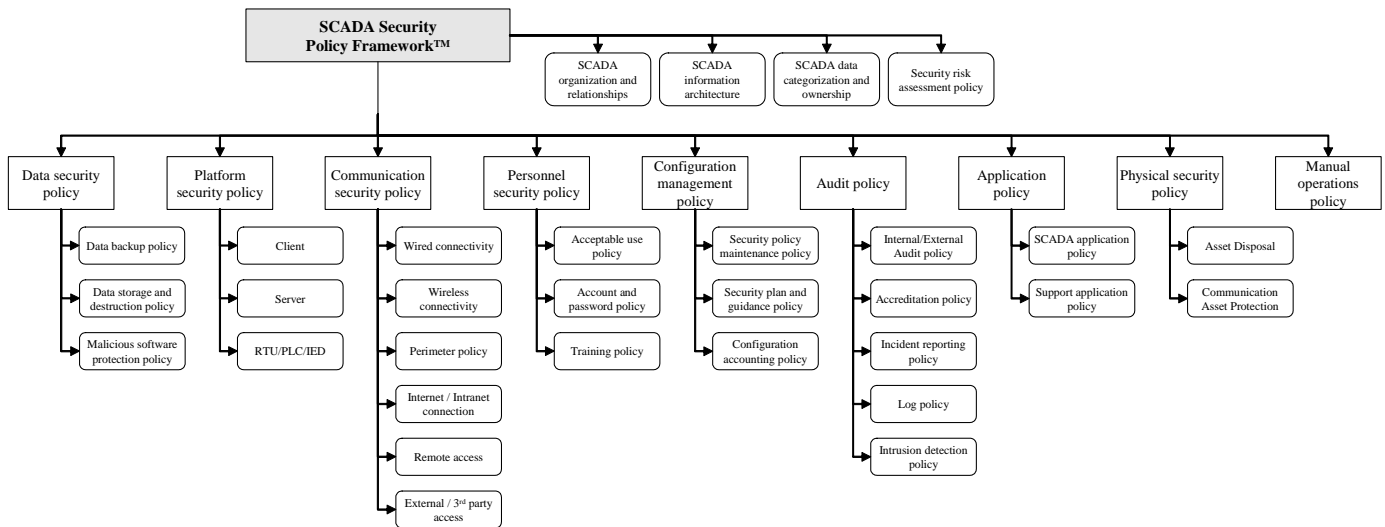 SCADA Security
Policy Framework™
SCADA
organization and
relationships
SCADA
information
architecture
SCADA data
categorization and
ownership
Security risk
assessment policy
Data security
policy
Platform
security policy
Communication
security policy
Personnel
security policy
Configuration
management
policy
Audit policy
Application
policy
Physical security
policy
Manual
operations
policy
Data backup policy
Data storage and
destruction policy
Malicious software
protection policy
Client
Server
RTU/PLC/IED
Wired connectivity
Wireless
connectivity
Perimeter policy
Internet / Intranet
connection
Remote access
External / 3rd party
access
Acceptable use
policy
Account and
password policy
Training policy
Security policy
maintenance policy
Security plan and
guidance policy
Configuration
accounting policy
Internal/External
Audit policy
Accreditation policy
Incident reporting
policy
Log policy
Intrusion detection
policy
SCADA application
policy
Support application
policy
Asset Disposal
Communication
Asset Protection